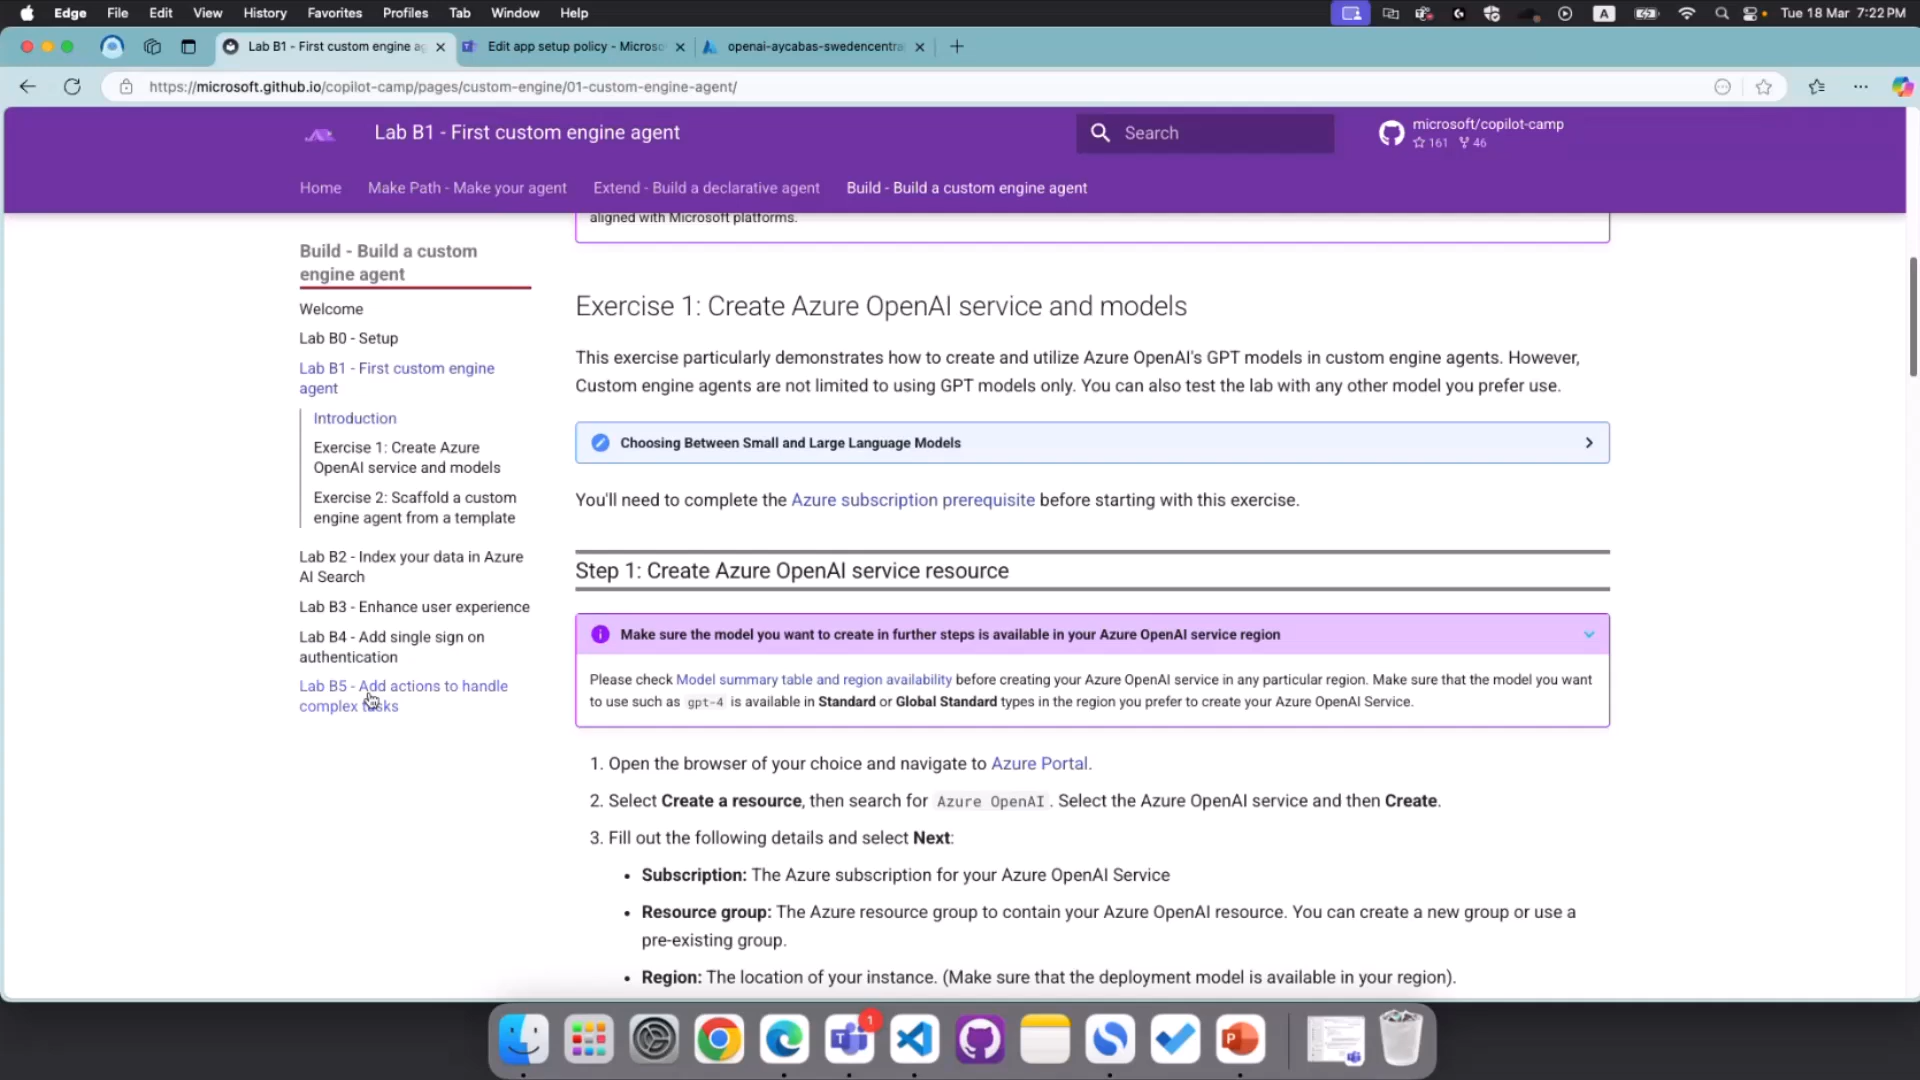 Edge File Edit View History Favorites Profiles Tab Window Help
A
Tue 18 Mar 7:22 PM
Lab B1 - First custom engine ag
Edit app setup policy - Microso
openai-aycabas-swedencentra
https://microsoft.github.io/copilot-camp/pages/custom-engine/01-custom-engine-agent/
Lab B1 - First custom engine agent
Search
microsoft/copilot-camp
161 46
Home Make Path - Make your agent Extend - Build a declarative agent Build - Build a custom engine agent
Build - Build a custom
engine agent
Welcome
Lab B0 - Setup
Lab B1 - First custom engine
agent
Introduction
Exercise 1: Create Azure
OpenAI service and models
Exercise 2: Scaffold a custom
engine agent from a template
Lab B2 - Index your data in Azure
AI Search
Lab B3 - Enhance user experience
Lab B4 - Add single sign on
authentication
Lab B5 - Add actions to handle
complex tasks
aligned with Microsoft platforms.
Exercise 1: Create Azure OpenAI service and models
This exercise particularly demonstrates how to create and utilize Azure OpenAI's GPT models in custom engine agents. However,
Custom engine agents are not limited to using GPT models only. You can also test the lab with any other model you prefer use.
Choosing Between Small and Large Language Models
You'll need to complete the Azure subscription prerequisite before starting with this exercise.
Step 1: Create Azure OpenAI service resource
Make sure the model you want to create in further steps is available in your Azure OpenAI service region
Please check Model summary table and region availability before creating your Azure OpenAI service in any particular region. Make sure that the model you want
to use such as gpt-4 is available in Standard or Global Standard types in the region you prefer to create your Azure OpenAI Service.
1. Open the browser of your choice and navigate to Azure Portal.
2. Select Create a resource, then search for Azure OpenAI. Select the Azure OpenAI service and then Create.
3. Fill out the following details and select Next:
• Subscription: The Azure subscription for your Azure OpenAI Service
• Resource group: The Azure resource group to contain your Azure OpenAI resource. You can create a new group or use a
pre-existing group.
• Region: The location of your instance. (Make sure that the deployment model is available in your region).
1